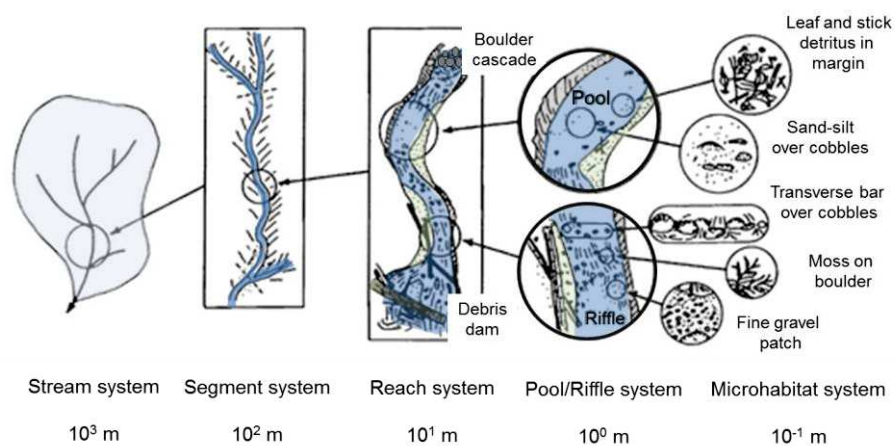 Leaf and stick
detritus in
margin
Boulder
cascade
Pool
Sand-silt
over cobbles
Transverse bar
over cobbles
Moss on
boulder
Debris
dam
Riffle
Fine gravel
patch
Stream system
Segment system
Reach system
Pool/Riffle system
Microhabitat system
10³ m
10² m
10¹ m
10⁰ m
10⁻¹ m